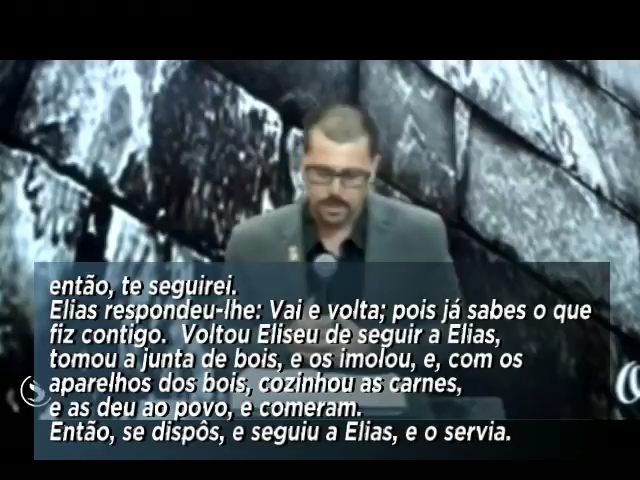 então, te seguirei.
Elias respondeu-lhe: Vai e volta; pois já sabes o que
fiz contigo. Voltou Eliseu de seguir a Elias,
tomou a junta de bois, e os imolou, e, com os
aparelhos dos bois, cozinhou as carnes,
e as deu ao povo, e comeram.
Então, se dispôs, e seguiu a Elias, e o servia.